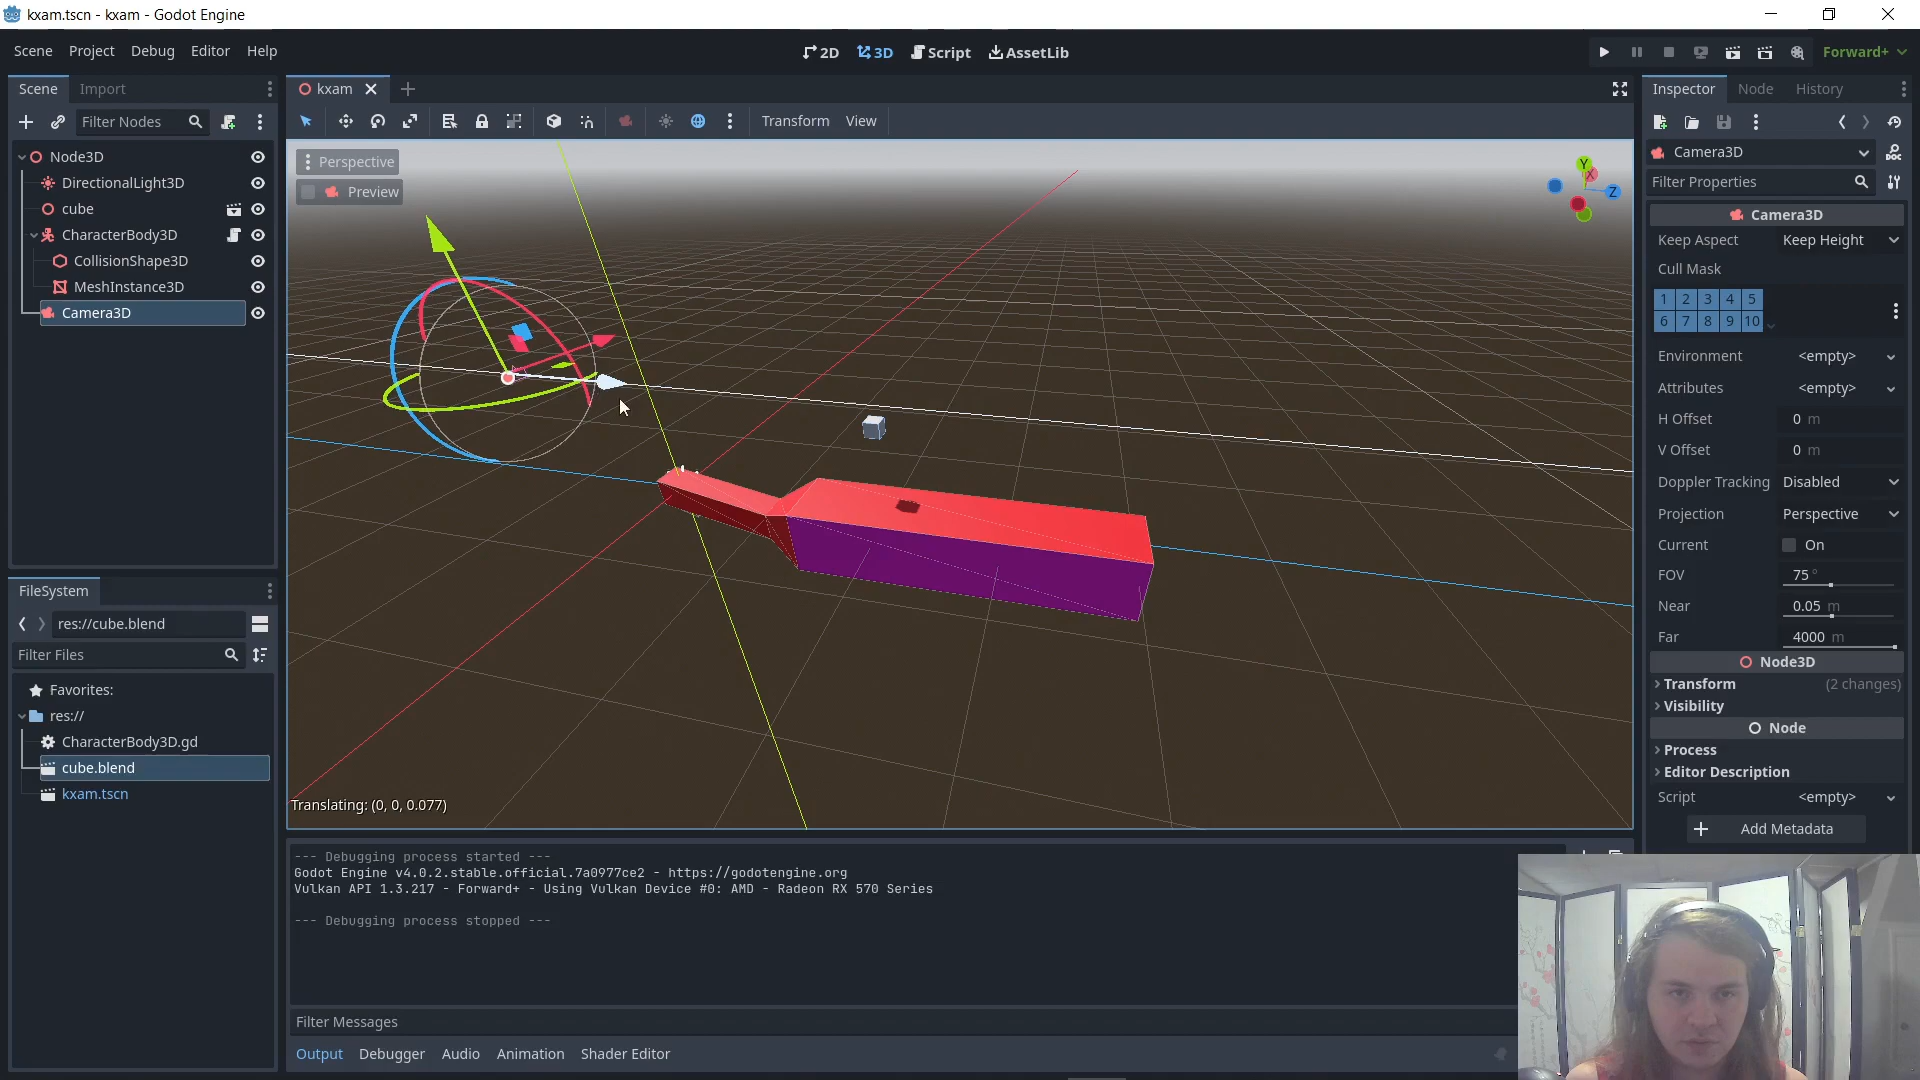 kxam.tscn - kxam - Godot Engine
Scene Project Debug Editor Help
2D 3D Script AssetLib
Forward+
Scene Import
kxam
Inspector Node History
Filter Nodes
Transform View
Node3D
DirectionalLight3D
cube
CharacterBody3D
CollisionShape3D
MeshInstance3D
Camera3D
Perspective
Preview
Y
X
Z
Translating: (0, 0, 0.077)
Camera3D
Filter Properties
Camera3D
Keep Aspect Keep Height
Cull Mask
1 2 3 4 5
6 7 8 9 10
Environment <empty>
Attributes <empty>
H Offset 0 m
V Offset 0 m
Doppler Tracking Disabled
Projection Perspective
Current On
FOV 75 °
Near 0.05 m
Far 4000 m
Node3D
Transform (2 changes)
Visibility
Node
Process
Editor Description
Script <empty>
Add Metadata
FileSystem
res://cube.blend
Filter Files
Favorites:
res://
CharacterBody3D.gd
cube.blend
kxam.tscn
--- Debugging process started ---
Godot Engine v4.0.2.stable.official.7a0977ce2 - https://godotengine.org
Vulkan API 1.3.217 - Forward+ - Using Vulkan Device #0: AMD - Radeon RX 570 Series
--- Debugging process stopped ---
Filter Messages
Output Debugger Audio Animation Shader Editor